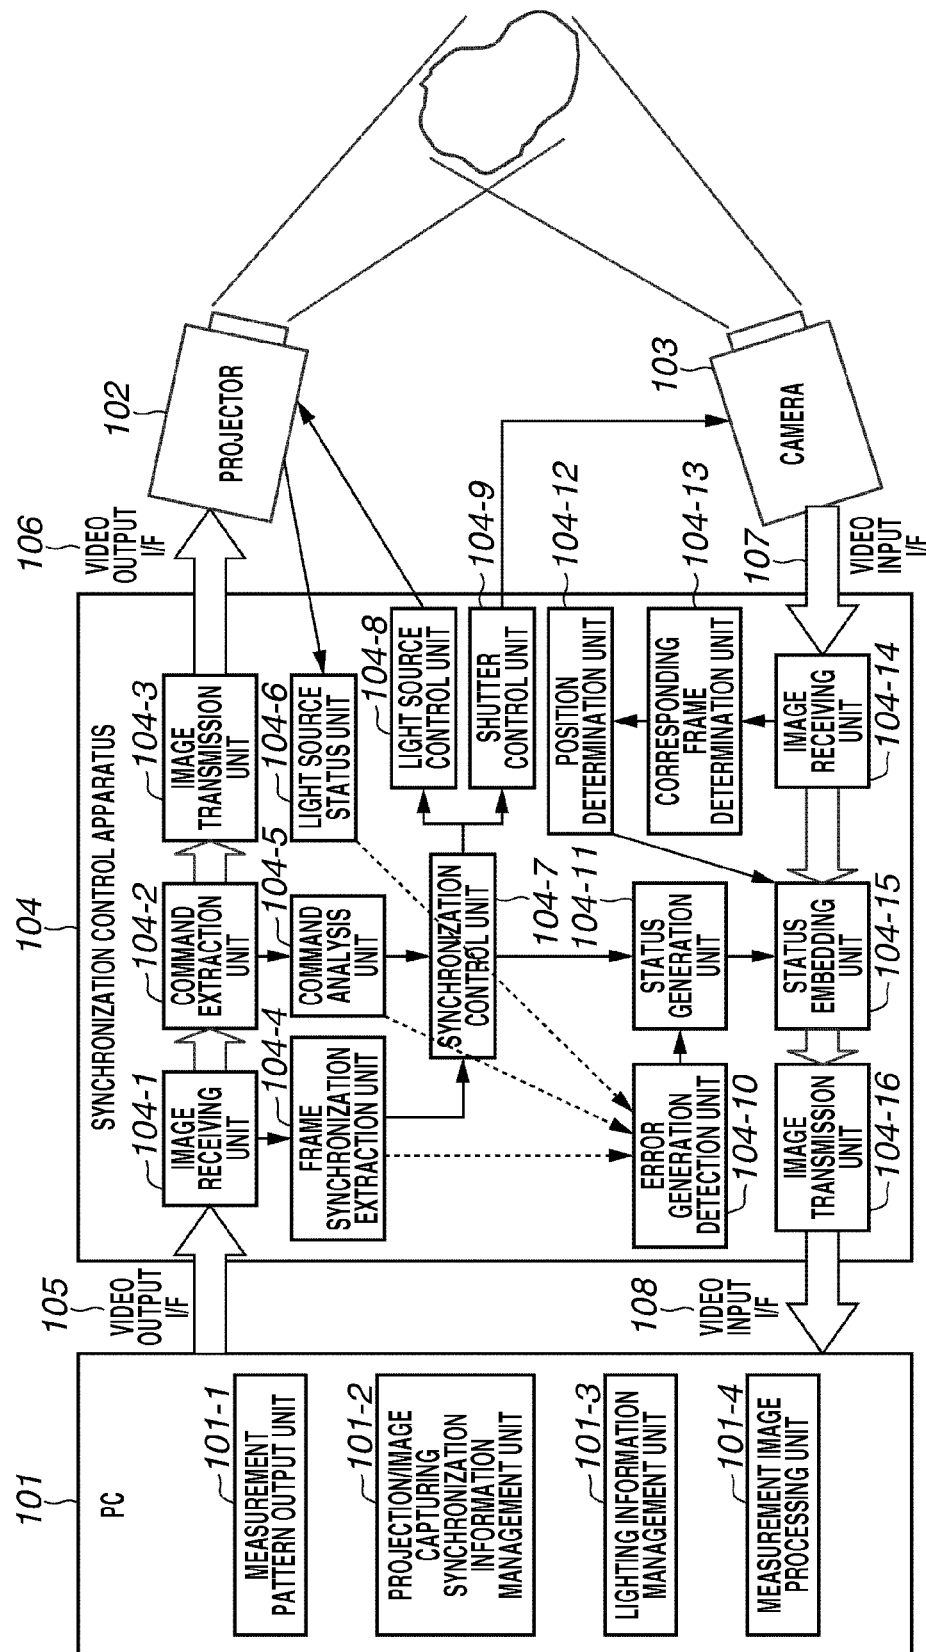 101
PC
101-1
MEASUREMENT
PATTERN OUTPUT UNIT
101-2
PROJECTION/IMAGE
CAPTURING
SYNCHRONIZATION
INFORMATION
MANAGEMENT UNIT
101-3
LIGHTING INFORMATION
MANAGEMENT UNIT
101-4
MEASUREMENT IMAGE
PROCESSING UNIT
105
VIDEO
OUTPUT
I/F
108
VIDEO
INPUT
I/F
104
SYNCHRONIZATION CONTROL APPARATUS
104-1
IMAGE
RECEIVING
UNIT
104-2
COMMAND
EXTRACTION
UNIT
104-3
IMAGE
TRANSMISSION
UNIT
104-4
FRAME
SYNCHRONIZATION
EXTRACTION UNIT
104-5
COMMAND
ANALYSIS
UNIT
104-6
LIGHT SOURCE
STATUS UNIT
SYNCHRONIZATION
CONTROL UNIT
104-7
104-8
LIGHT SOURCE
CONTROL UNIT
104-9
SHUTTER
CONTROL UNIT
ERROR
GENERATION
DETECTION UNIT
104-10
104-11
STATUS
GENERATION
UNIT
104-12
POSITION
DETERMINATION UNIT
104-13
CORRESPONDING
FRAME
DETERMINATION UNIT
IMAGE
RECEIVING
UNIT
104-14
STATUS
EMBEDDING
UNIT
104-15
IMAGE
TRANSMISSION
UNIT
104-16
106
VIDEO
OUTPUT
I/F
102
PROJECTOR
103
CAMERA
107
VIDEO
INPUT
I/F